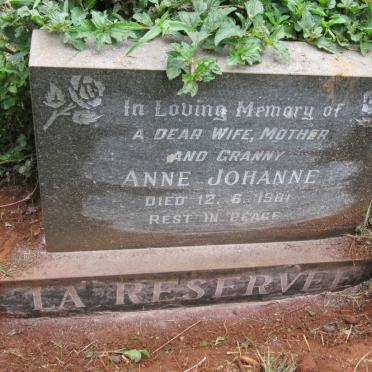 In Loving Memory of
A DEAR WIFE, MOTHER
AND GRANNY
ANNE JOHANNE
DIED 12. 6. 1981
REST IN PEACE
LA RESERVEE